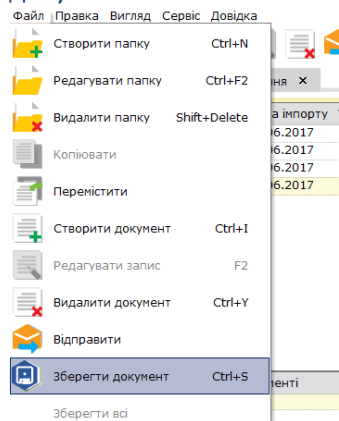 Файл Правка Вигляд Сервіс Довідка
Створити папку Ctrl+N
Редагувати папку Ctrl+F2
ння ×
Видалити папку Shift+Delete
а імпорту
06.2017
Копіювати
06.2017
06.2017
Перемістити
06.2017
Створити документ Ctrl+I
Редагувати запис F2
Видалити документ Ctrl+Y
Відправити
Зберегти документ Ctrl+S
менті
Зберегти всі